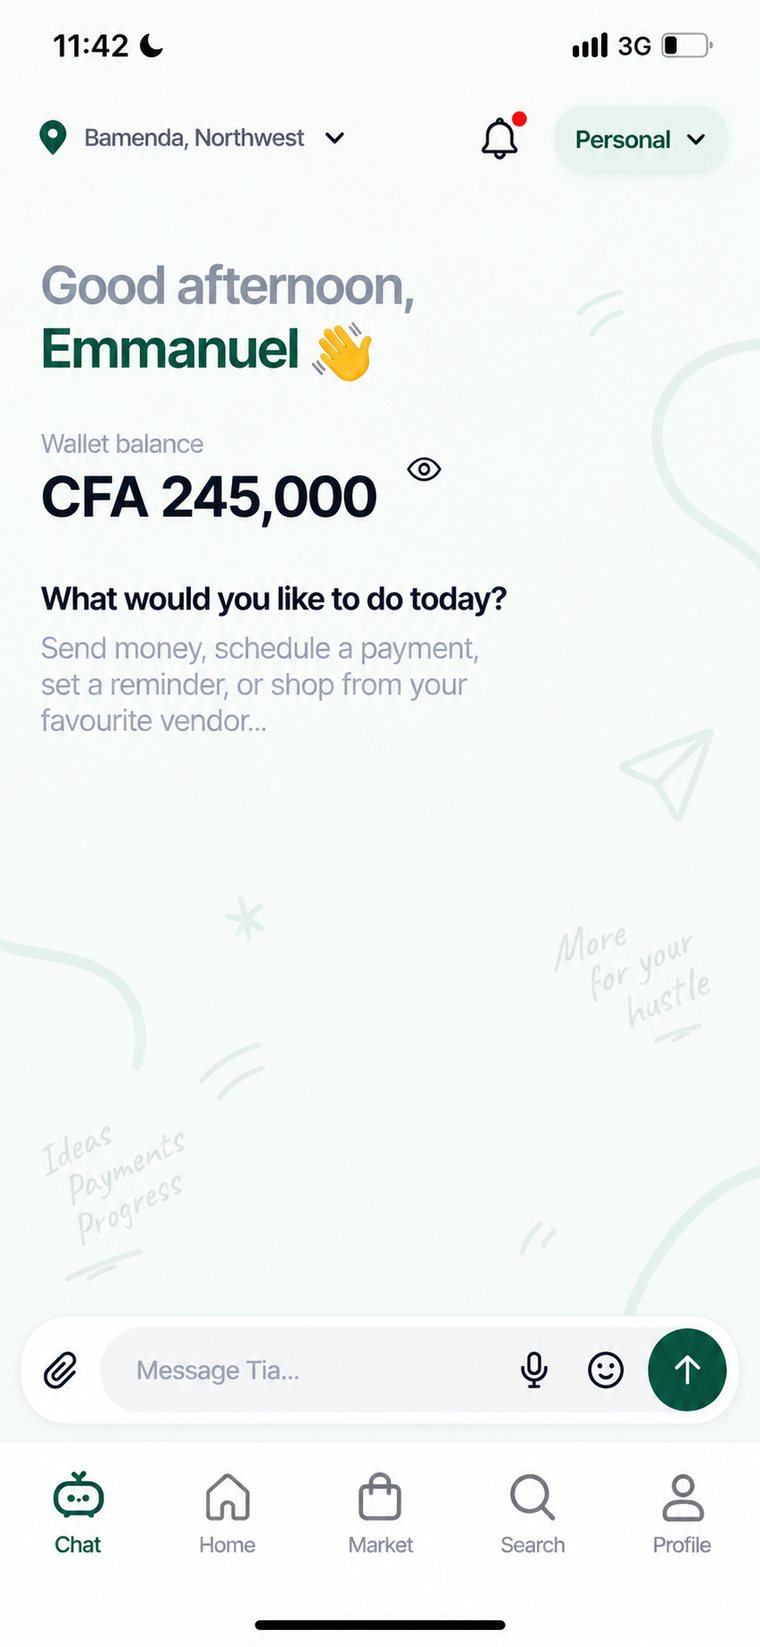 11:42
3G
Bamenda, Northwest
Personal
Good afternoon,
Emmanuel 👋
Wallet balance
CFA 245,000
What would you like to do today?
Send money, schedule a payment,
set a reminder, or shop from your
favourite vendor...
More
for your
hustle
Ideas
Payments
Progress
Message Tia...
Chat
Home
Market
Search
Profile